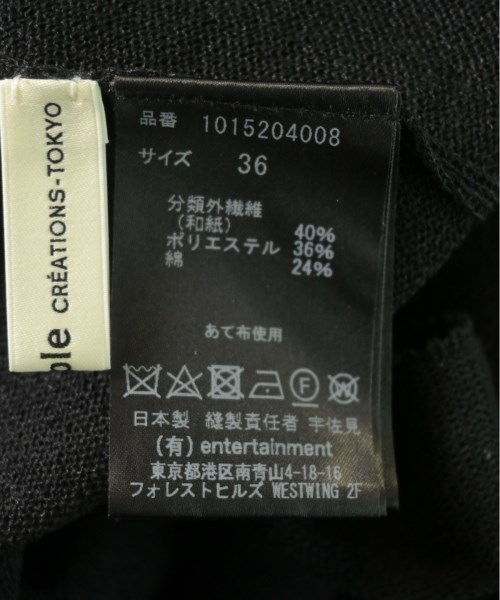 ble CRÉATIONS-TOKYO
品番 1015204008
サイズ 36
分類外繊維
(和紙) 40%
ポリエステル 36%
綿 24%
あて布使用
F
W
日本製 縫製責任者 宇佐見
(有) entertainment
東京都港区南青山4-18-16
フォレストヒルズ WESTWING 2F